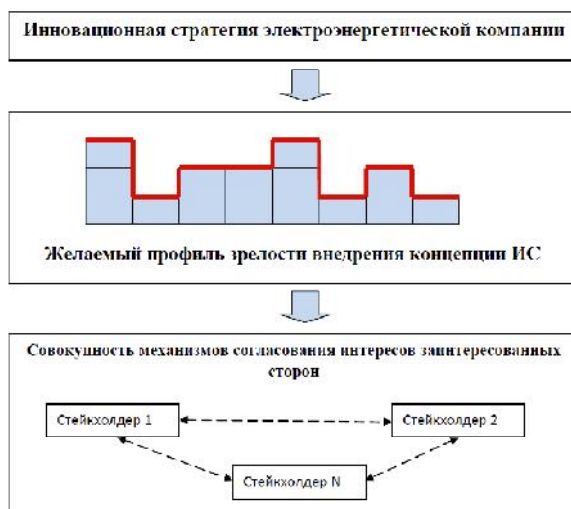 Инновационная стратегия электроэнергетической компании
Желаемый профиль зрелости внедрения концепции ИС
Совокупность механизмов согласования интересов заинтересованных
сторон
Стейкхолдер 1
Стейкхолдер 2
Стейкхолдер N